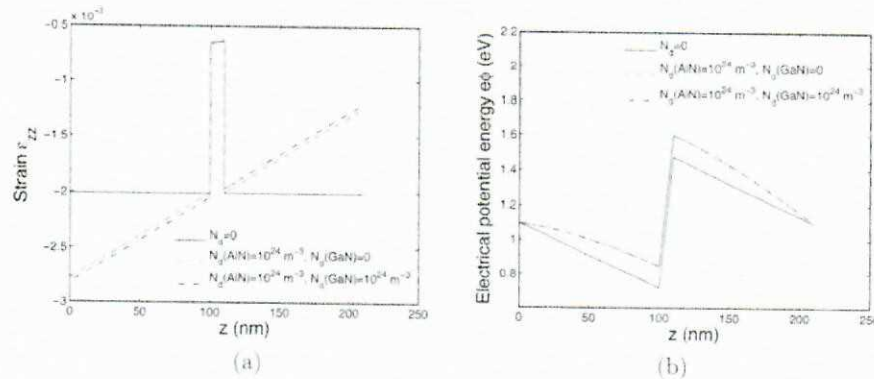 × 10⁻³
−0.5
−1
−1.5
−2
−2.5
−3
0
50
100
150
200
250
Strain ε_zz
z (nm)
N_d=0
N_d(AlN)=10²⁴ m⁻³, N_d(GaN)=0
N_d(AlN)=10²⁴ m⁻³, N_d(GaN)=10²⁴ m⁻³
(a)
2.2
2
1.8
1.6
1.4
1.2
1
0.8
0
50
100
150
200
250
Electrical potential energy eϕ (eV)
z (nm)
N_d=0
N_d(AlN)=10²⁴ m⁻³, N_d(GaN)=0
N_d(AlN)=10²⁴ m⁻³, N_d(GaN)=10²⁴ m⁻³
(b)